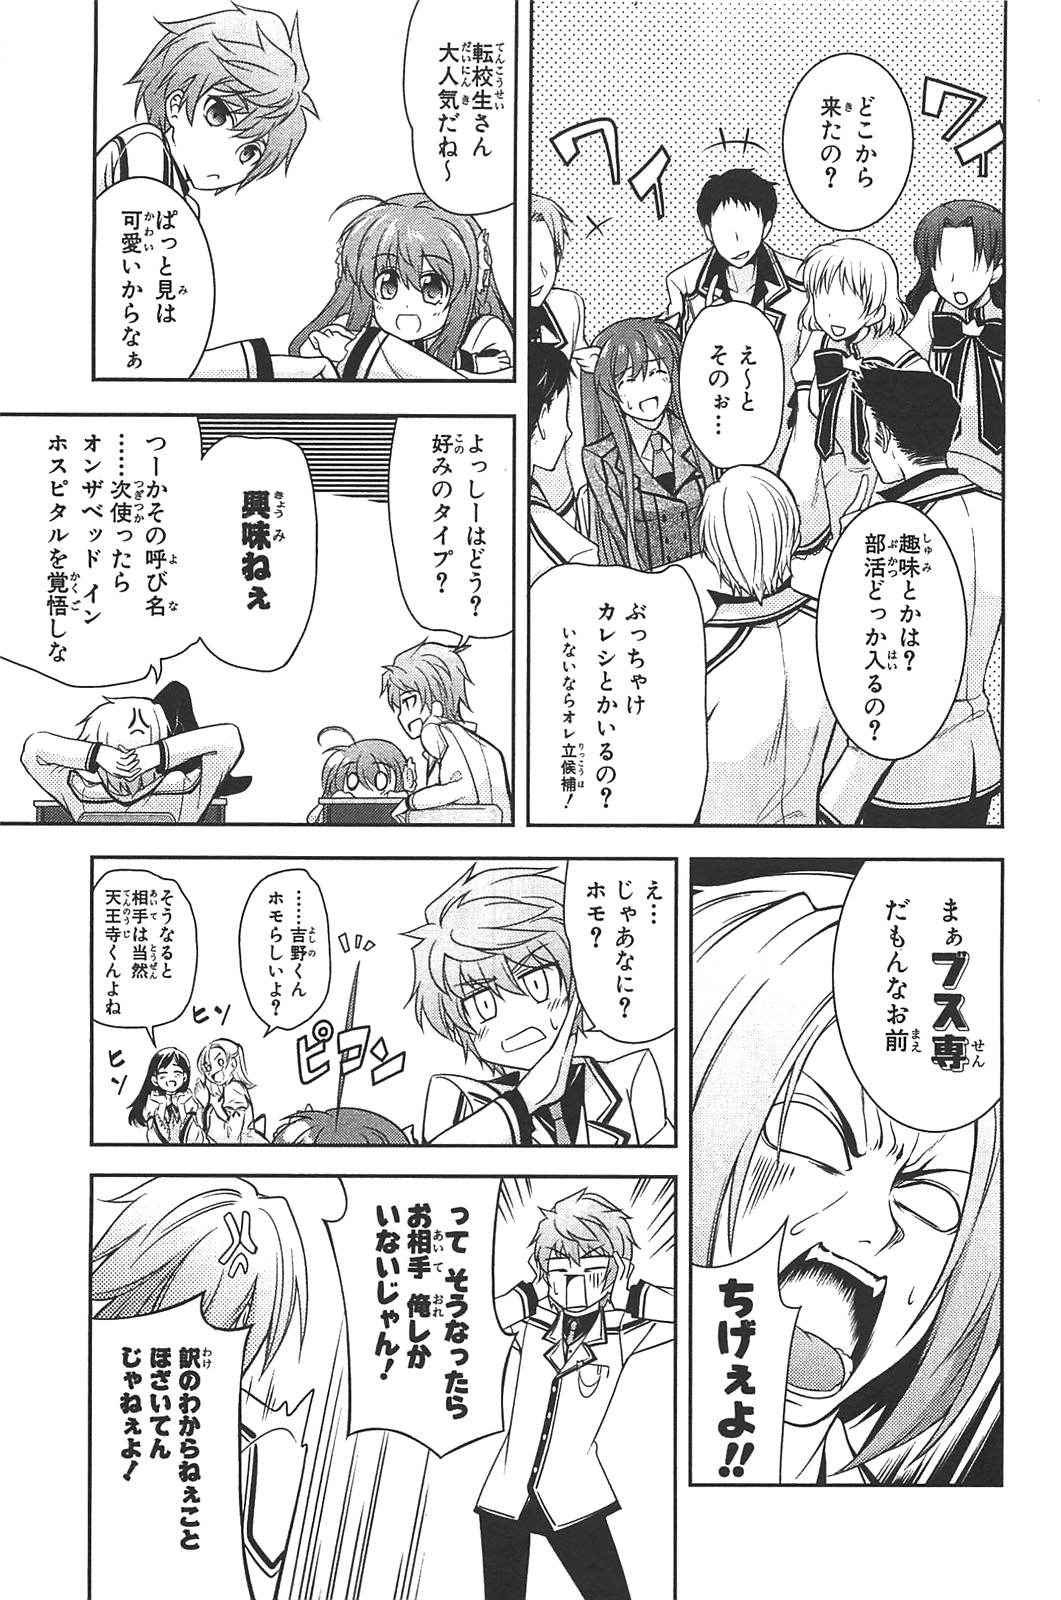 どこから
来たの？
ワイ
ワイ
え～と
そのぉ…
趣味とかは？
部活どっか入るの？
ぶっちゃけ
カレシとかいるの？
いないならオレ立候補！
転校生さん
大人気だね～
ぱっと見は
可愛いからなぁ
よっしーはどう？
好みのタイプ？
興味ねぇ
つーかその呼び名
……次使ったら
オンザベッド イン
ホスピタルを覚悟しな
まぁブス専
だもんなお前
ちげぇよ!!
え…
じゃあなに？
ホモ？
ピョン
……吉野くん
ホモらしいよ？
ヒソ
そうなると
相手は当然
天王寺くんよね
ヒソ
って そうなったら
お相手 俺しか
いないじゃん！
訳のわからねぇこと
ほざいてん
じゃねぇよ！